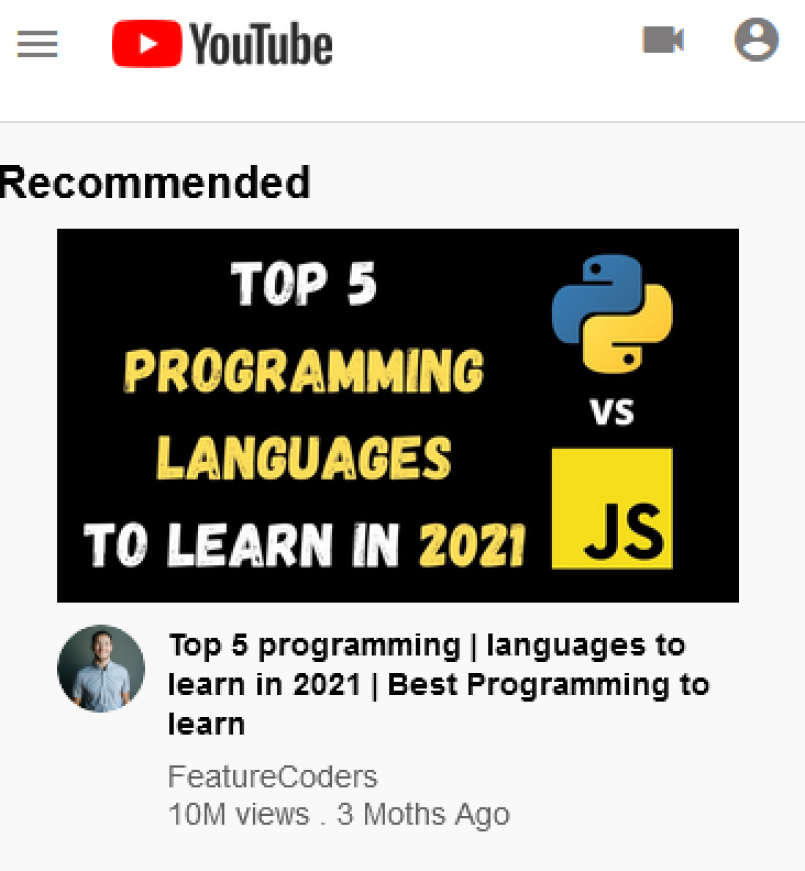 YouTube
Recommended
TOP 5
PROGRAMMING
LANGUAGES
TO LEARN IN 2021
VS
JS
Top 5 programming | languages to
learn in 2021 | Best Programming to
learn
FeatureCoders
10M views . 3 Moths Ago